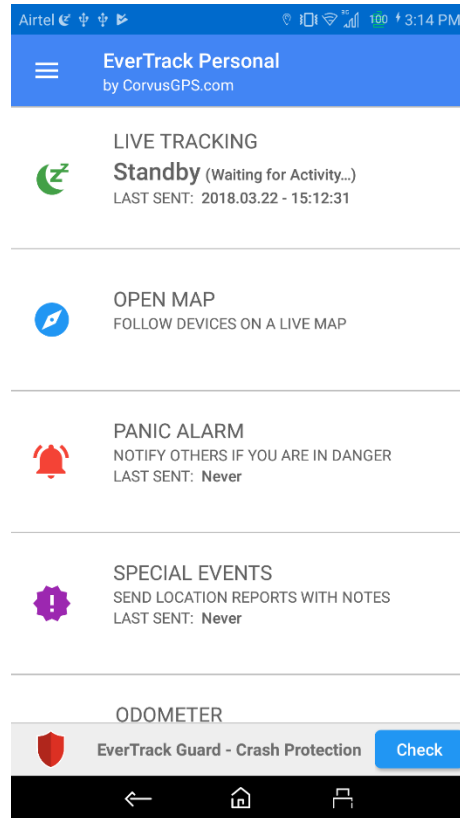 Airtel 3G 100 3:14 PM
EverTrack Personal
by CorvusGPS.com
LIVE TRACKING
Standby (Waiting for Activity...)
LAST SENT: 2018.03.22 - 15:12:31
OPEN MAP
FOLLOW DEVICES ON A LIVE MAP
PANIC ALARM
NOTIFY OTHERS IF YOU ARE IN DANGER
LAST SENT: Never
SPECIAL EVENTS
SEND LOCATION REPORTS WITH NOTES
LAST SENT: Never
ODOMETER
EverTrack Guard - Crash Protection Check